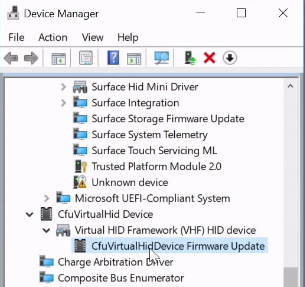 Device Manager
File Action View Help
Surface Hid Mini Driver
Surface Integration
Surface Storage Firmware Update
Surface System Telemetry
Surface Touch Servicing ML
Trusted Platform Module 2.0
Unknown device
Microsoft UEFI-Compliant System
CfuVirtualHid Device
Virtual HID Framework (VHF) HID device
CfuVirtualHidDevice Firmware Update
Charge Arbitration Driver
Composite Bus Enumerator